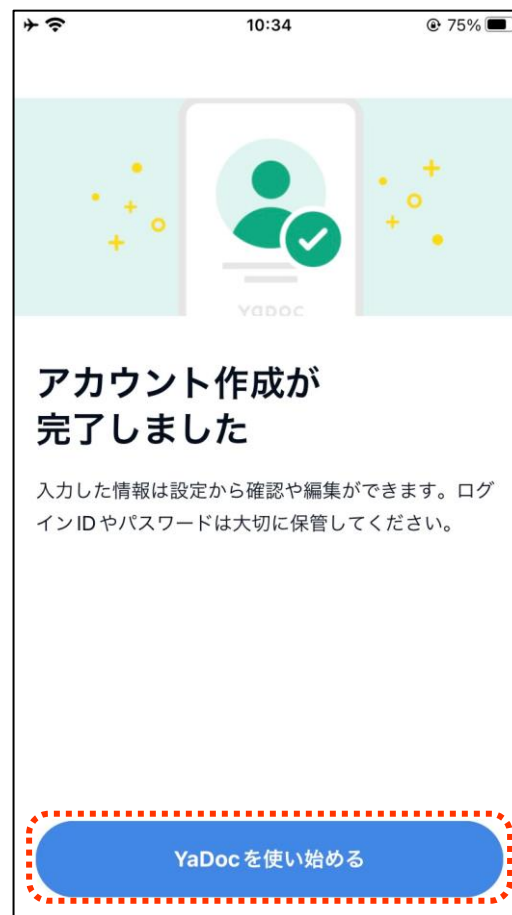 10:34
75%
YaDoc
アカウント作成が
完了しました
入力した情報は設定から確認や編集ができます。ログ
インIDやパスワードは大切に保管してください。
YaDocを使い始める